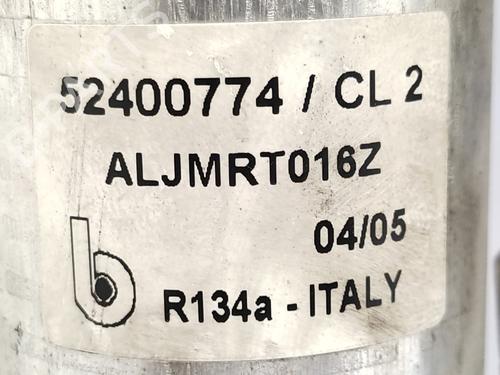 52400774 / CL 2
ALJMRT016Z
04/05
b
R134a - ITALY